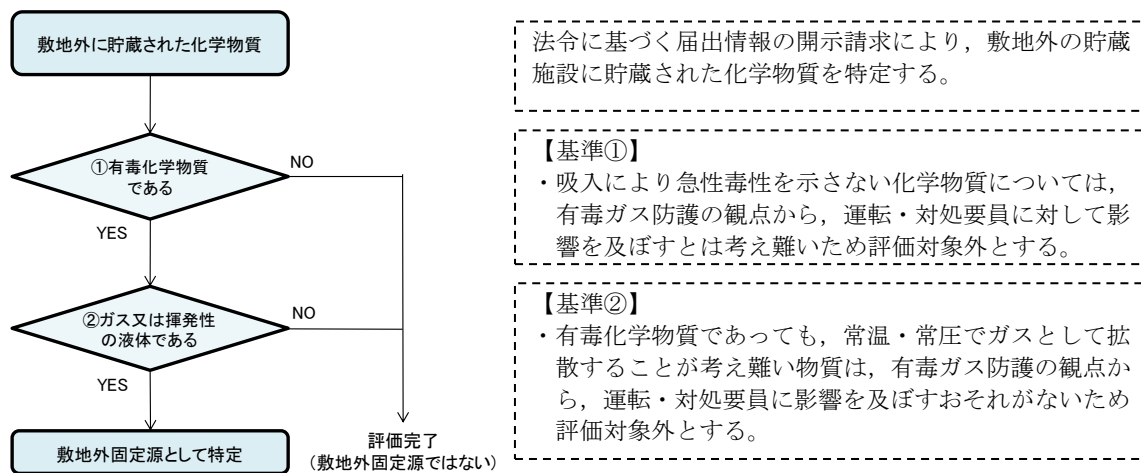 敷地外に貯蔵された化学物質
法令に基づく届出情報の開示請求により，敷地外の貯蔵
施設に貯蔵された化学物質を特定する。
①有毒化学物質
である
NO
YES
【基準①】
・吸入により急性毒性を示さない化学物質については，
有毒ガス防護の観点から，運転・対処要員に対して影
響を及ぼすとは考え難いため評価対象外とする。
②ガス又は揮発性
の液体である
NO
YES
【基準②】
・有毒化学物質であっても，常温・常圧でガスとして拡
散することが考え難い物質は，有毒ガス防護の観点か
ら，運転・対処要員に影響を及ぼすおそれがないため
評価対象外とする。
敷地外固定源として特定
評価完了
（敷地外固定源ではない）